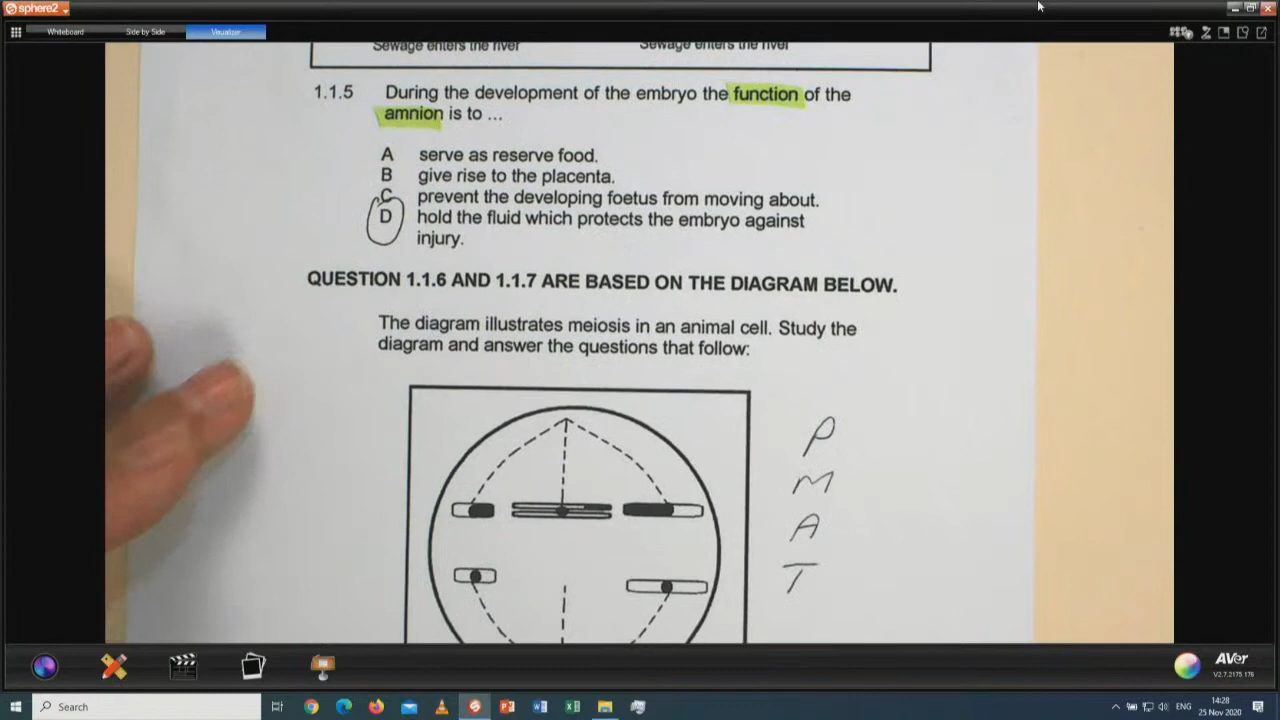 sphere2
Whiteboard
Side by Side
Visualizer
Sewage enters the river Sewage enters the river
1.1.5 During the development of the embryo the function of the
amnion is to ...
A serve as reserve food.
B give rise to the placenta.
C prevent the developing foetus from moving about.
D hold the fluid which protects the embryo against
injury.
QUESTION 1.1.6 AND 1.1.7 ARE BASED ON THE DIAGRAM BELOW.
The diagram illustrates meiosis in an animal cell. Study the
diagram and answer the questions that follow:
P
M
A
T
AVer
V2.7.2175.176
Search
14:28
25 Nov 2020